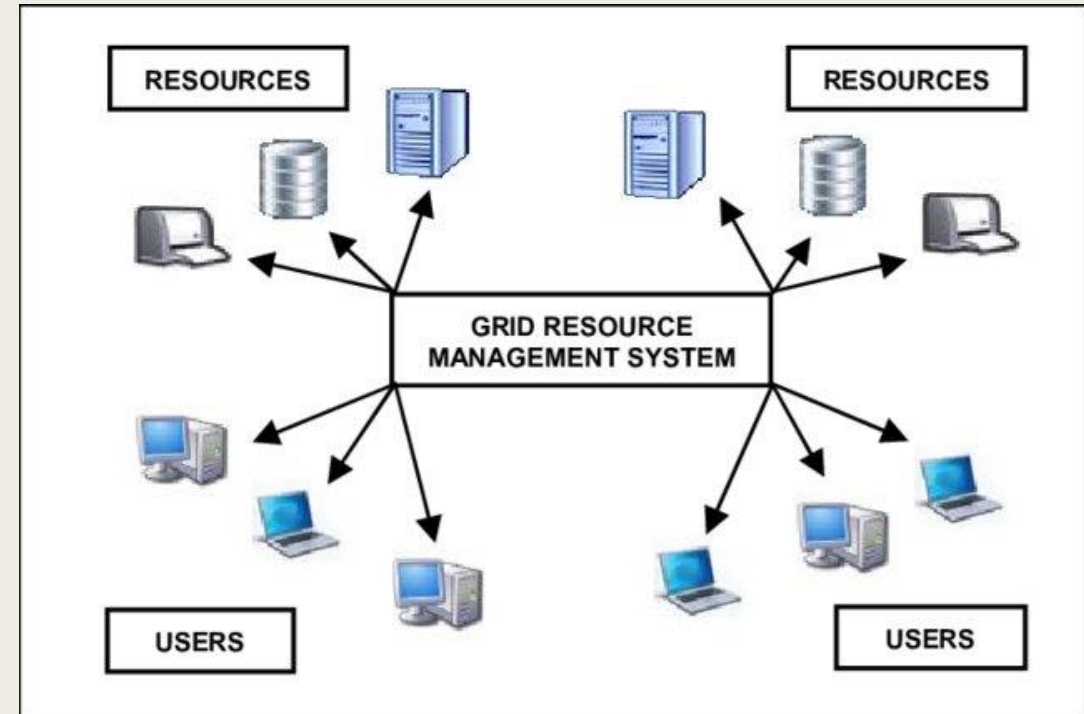 RESOURCES
RESOURCES
GRID RESOURCE
MANAGEMENT SYSTEM
USERS
USERS